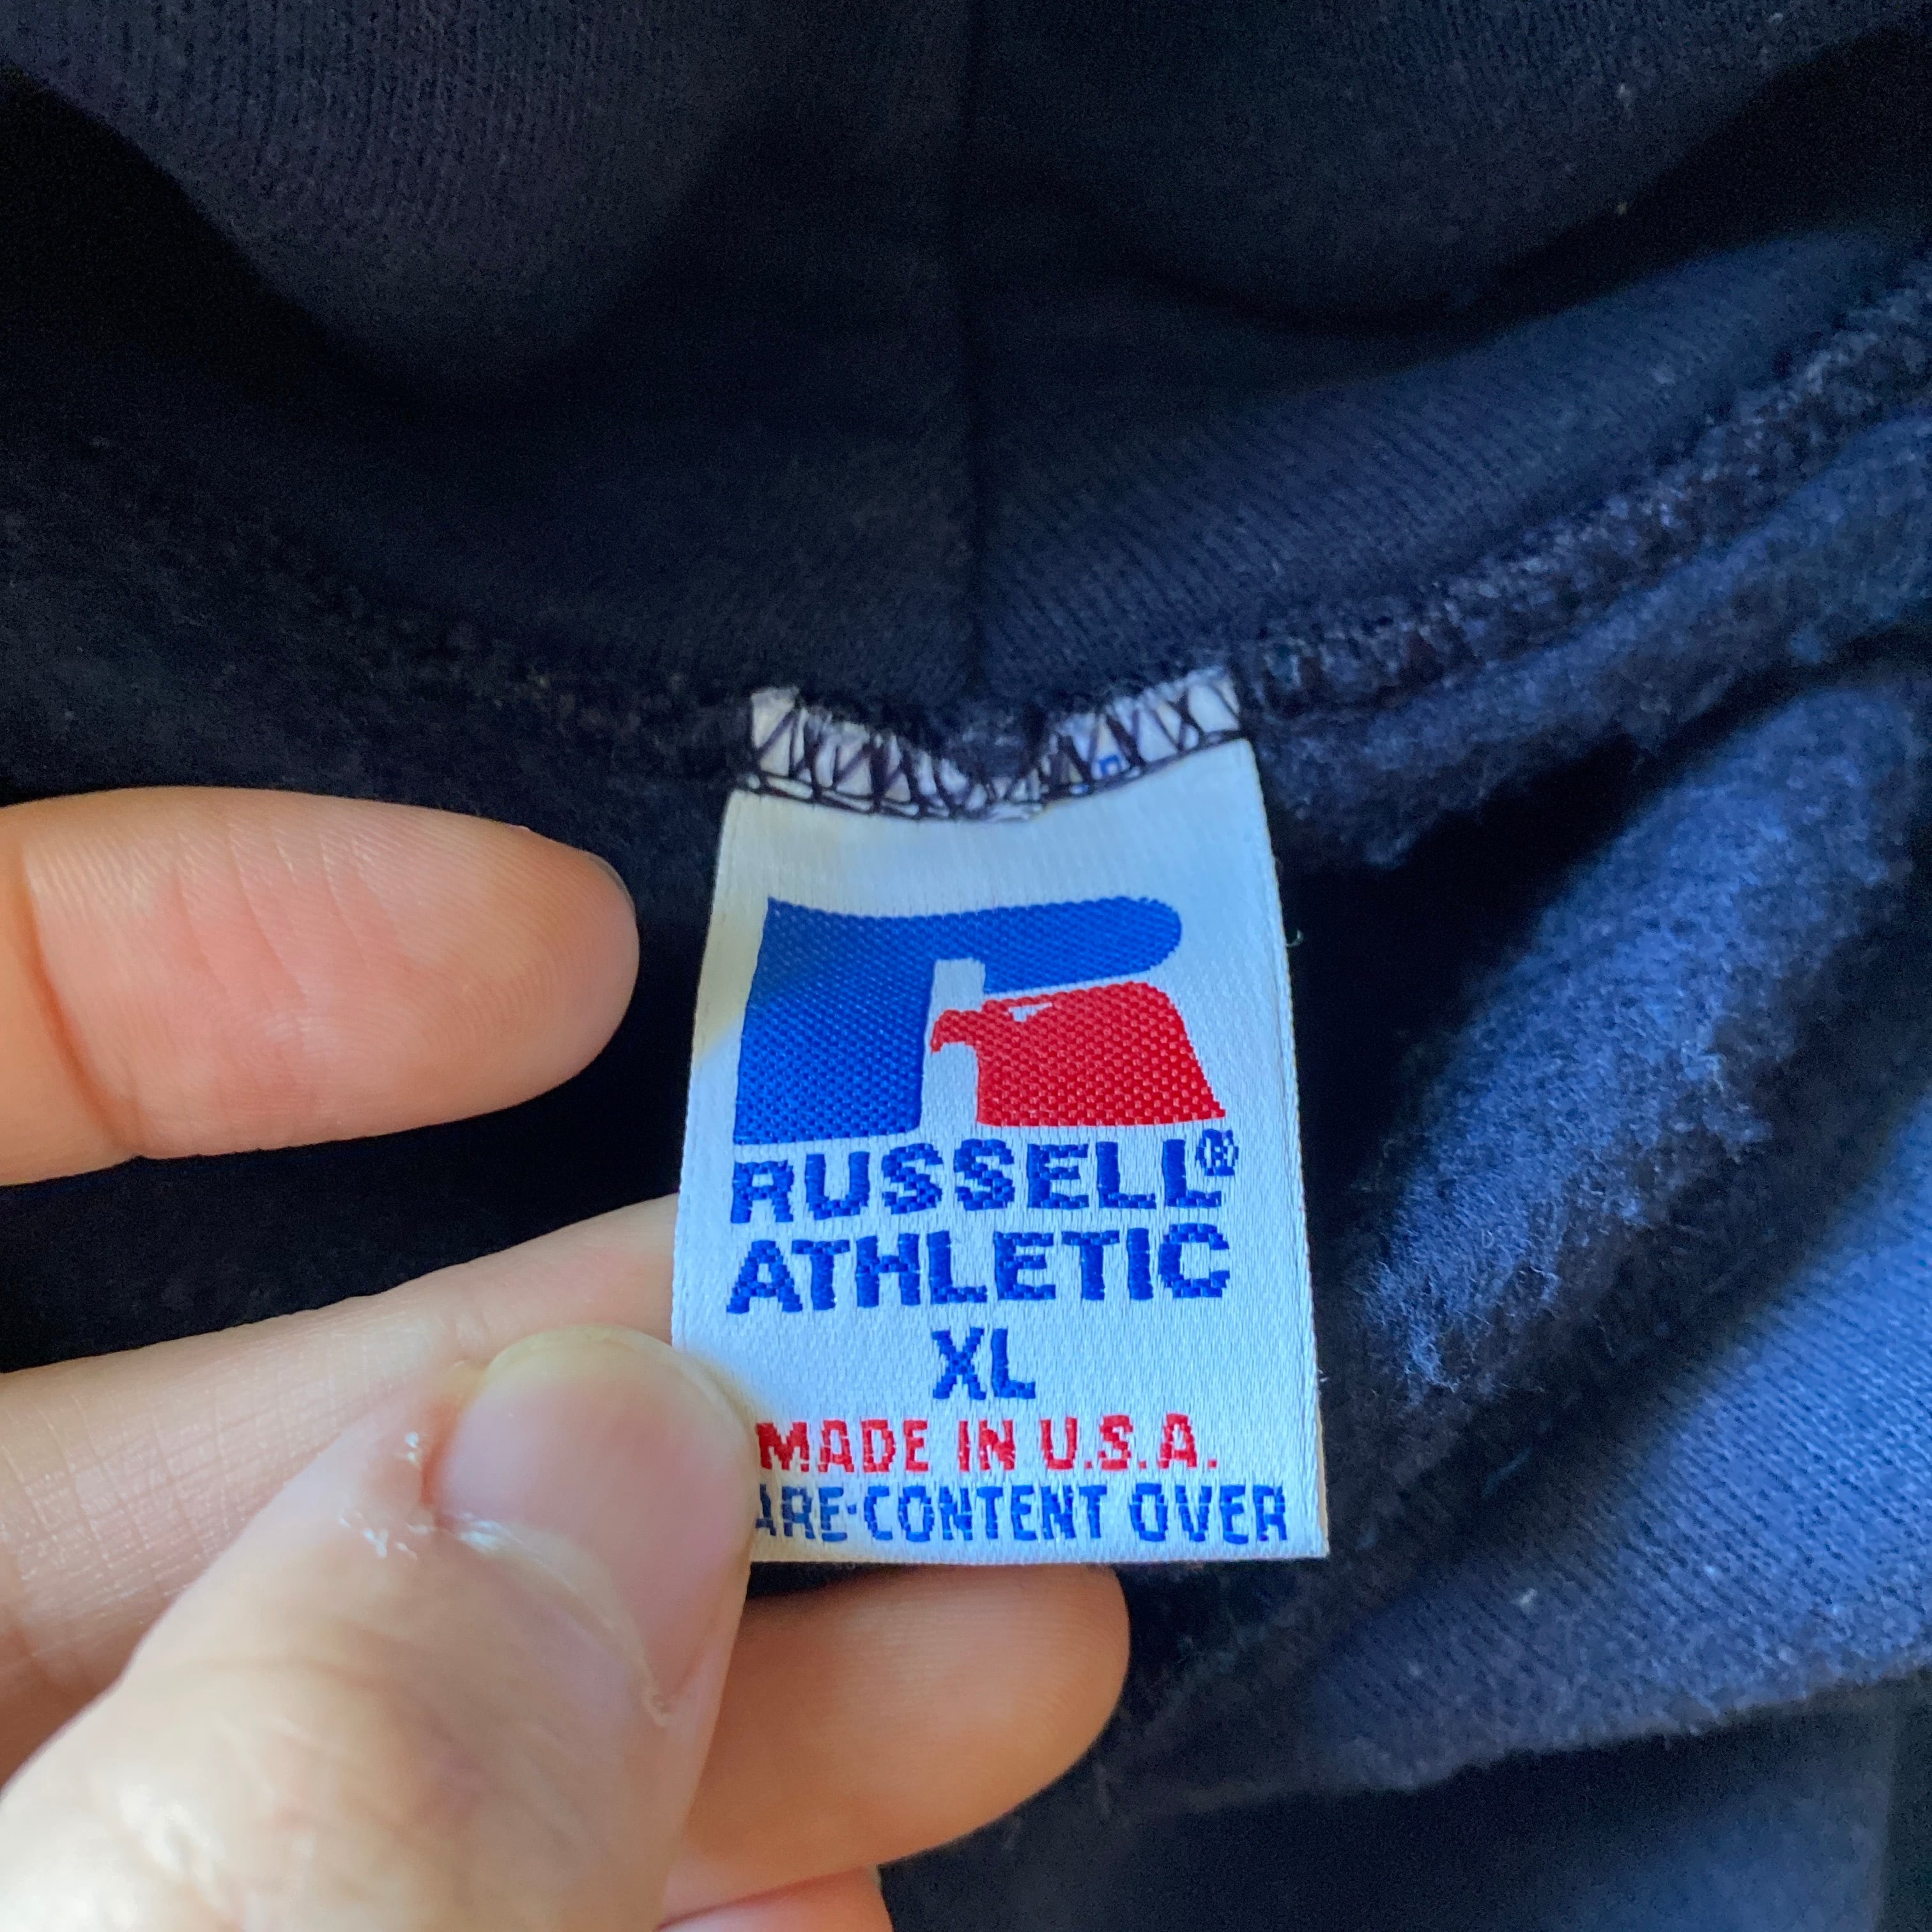 RUSSELL®
ATHLETIC
XL
MADE IN U.S.A.
ARE-CONTENT OVER